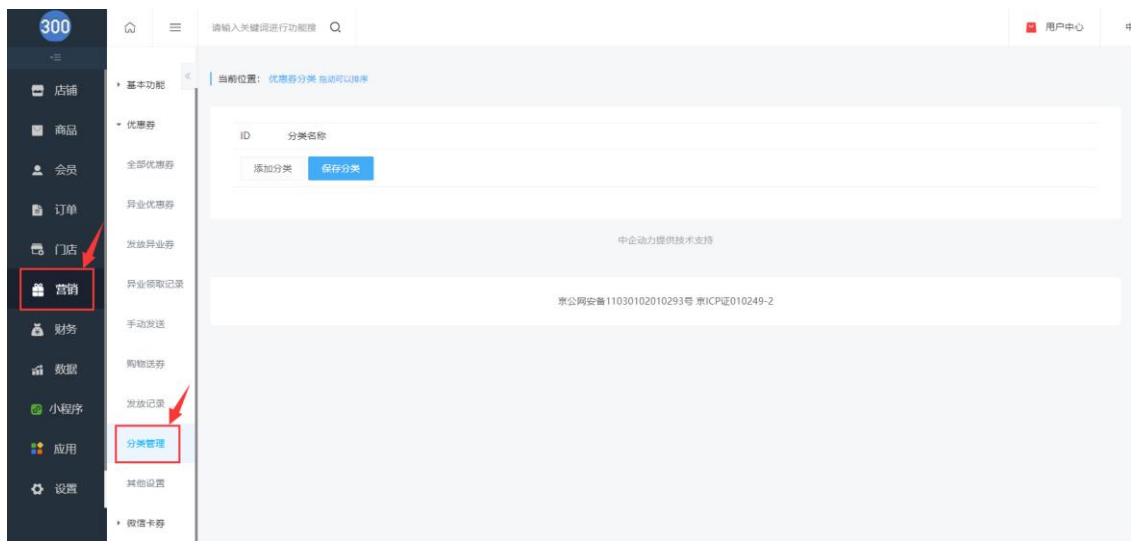 300
请输入关键词进行功能搜
用户中心
店铺
商品
会员
订单
门店
营销
财务
数据
小程序
应用
设置
基本功能
优惠券
全部优惠券
异业优惠券
发放异业券
异业领取记录
手动发送
购物送券
发放记录
分类管理
其他设置
微信卡券
当前位置: 优惠券分类 拖动可以排序
ID 分类名称
添加分类 保存分类
中企动力提供技术支持
京公网安备11030102010293号 京ICP证010249-2